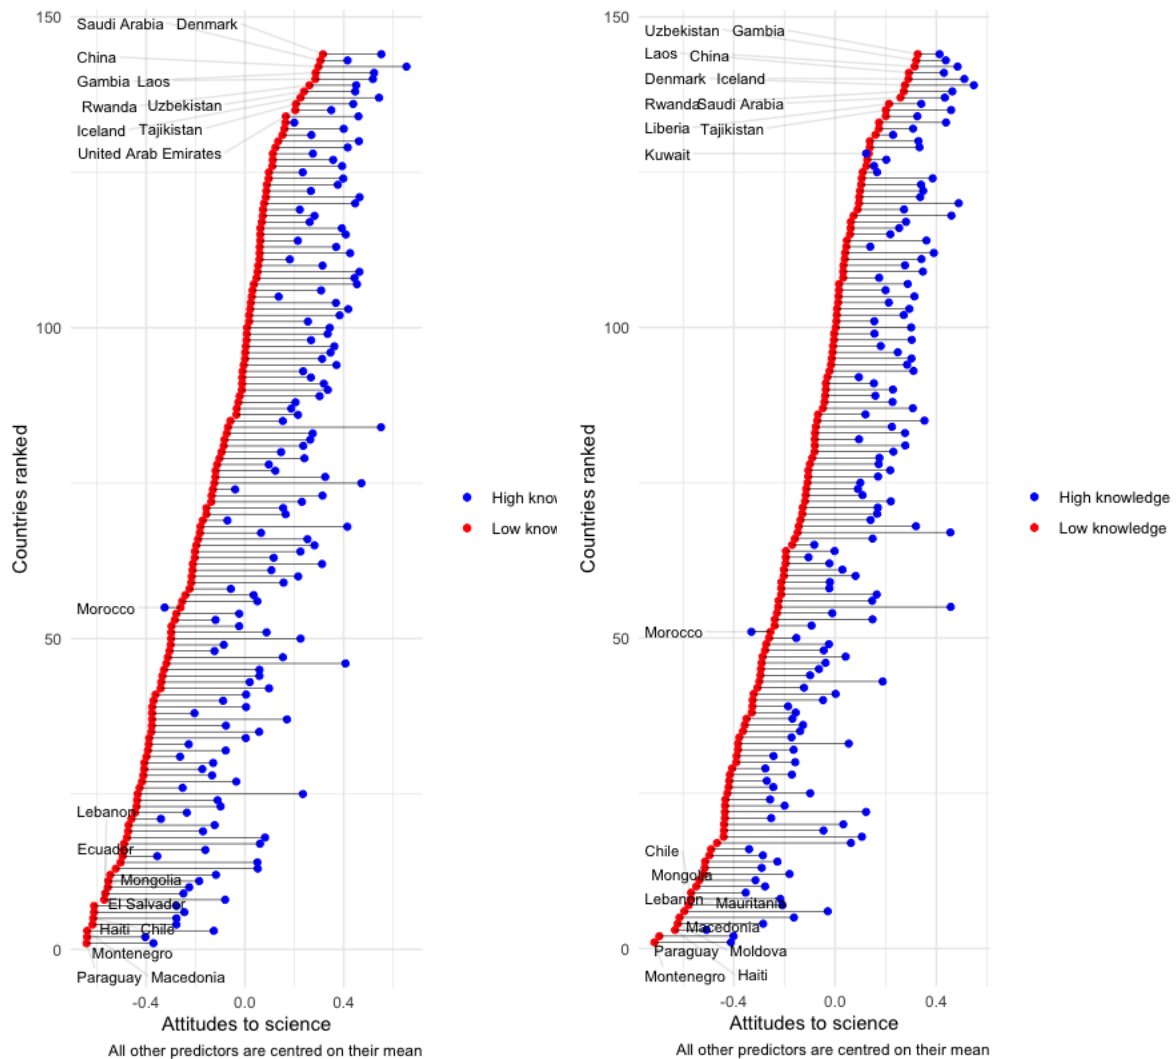 150
Saudi Arabia Denmark
China
Gambia Laos
Rwanda Uzbekistan
Iceland Tajikistan
United Arab Emirates
100
Countries ranked
High know
Low know
Morocco
50
Lebanon
Ecuador
Mongolia
El Salvador
Haiti Chile
0
Montenegro
Paraguay Macedonia
-0.4 0.0 0.4
Attitudes to science
All other predictors are centred on their mean
150
Uzbekistan Gambia
Laos China
Denmark Iceland
Rwanda Saudi Arabia
Liberia Tajikistan
Kuwait
100
Countries ranked
High knowledge
Low knowledge
Morocco
50
Chile
Mongolia
Lebanon Mauritania
Macedonia
0
Paraguay Moldova
Montenegro Haiti
-0.4 0.0 0.4
Attitudes to science
All other predictors are centred on their mean